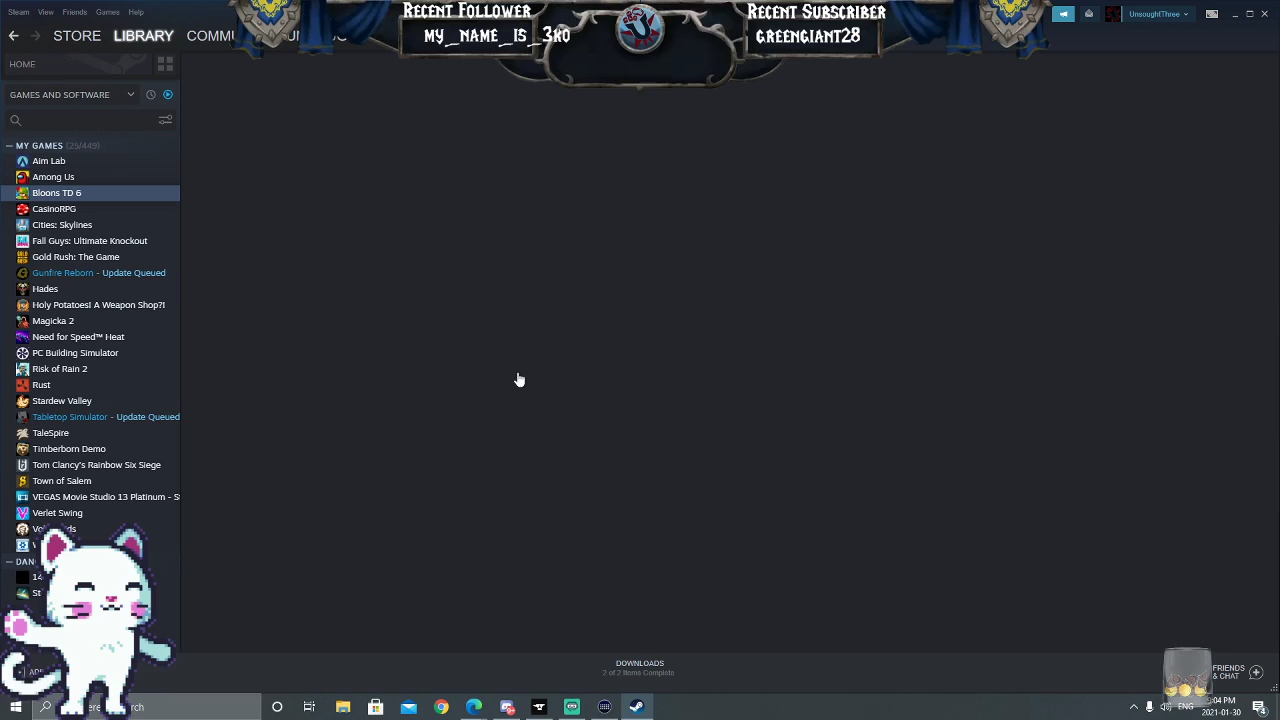 Steam View Friends Games Help
RECENT FOLLOWER
MY_NAME_IS_3KO
RECENT SUBSCRIBER
GREENGIANT28
UnsoughtThree
STORE LIBRARY
HOME
GAMES AND SOFTWARE
MY GAMES (25/449)
Aim Lab
Among Us
Bloons TD 6
CasinoRPG
Cities: Skylines
Fall Guys: Ultimate Knockout
Gold Rush: The Game
Gunfire Reborn - Update Queued
Hades
Holy Potatoes! A Weapon Shop?!
Magicka 2
Need for Speed™ Heat
PC Building Simulator
Risk of Rain 2
Rust
Stardew Valley
Tabletop Simulator - Update Queued
TaleSpire
Timberborn Demo
Tom Clancy's Rainbow Six Siege
Town of Salem
VEGAS Movie Studio 13 Platinum - S
Verlet Swing
DOWNLOADS
2 of 2 Items Complete
FRIENDS
& CHAT
ENG
2021-01-30